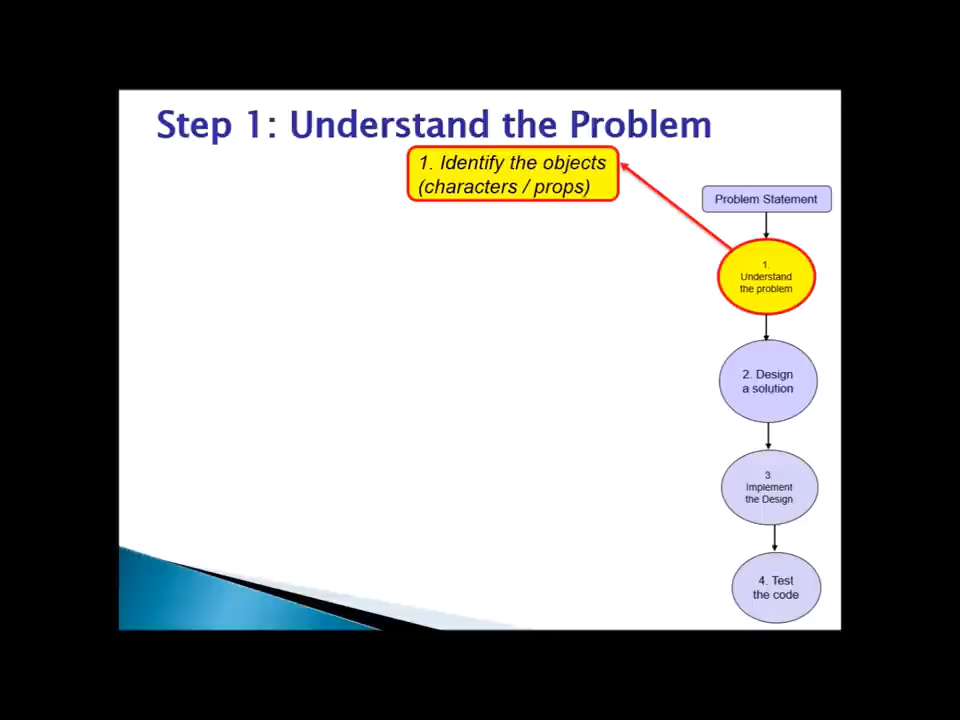 Step 1: Understand the Problem
1. Identify the objects
(characters / props)
Problem Statement
1.
Understand
the problem
2. Design
a solution
3.
Implement
the Design
4. Test
the code